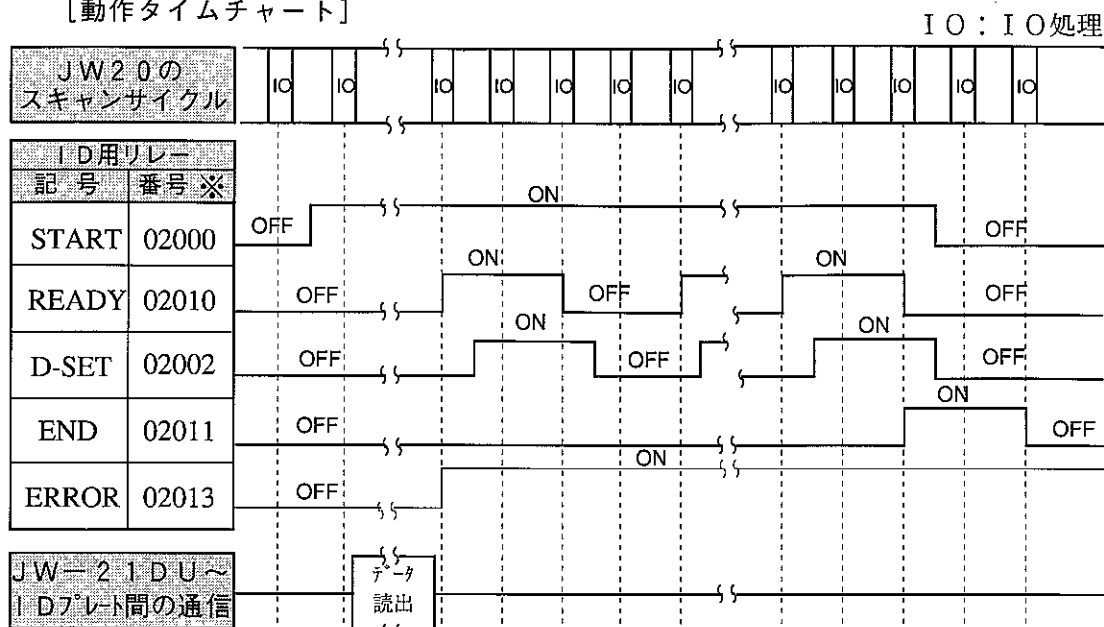 [動作タイムチャート]
IO:IO処理
JW20の
スキャンサイクル
IO IO IO IO IO IO IO IO IO IO IO IO
ID用リレー
記号 番号※
START 02000 OFF ON OFF
READY 02010 OFF ON OFF ON OFF
D-SET 02002 OFF ON OFF ON OFF
END 02011 OFF ON OFF
ERROR 02013 OFF ON
JW-21DU~
IDプレート間の通信
データ
読出